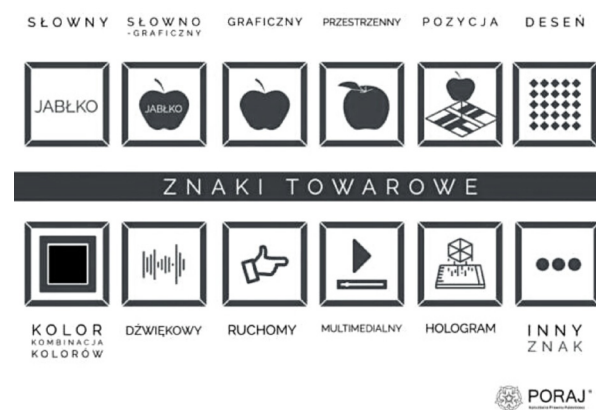 SŁOWNY
SŁOWNO
-GRAFICZNY
GRAFICZNY
PRZESTRZENNY
POZYCJA
DESEŃ
JABŁKO
JABŁKO
ZNAKI TOWAROWE
KOLOR
KOMBINACJA
KOLORÓW
DŹWIĘKOWY
RUCHOMY
MULTIMEDIALNY
HOLOGRAM
INNY
ZNAK
PORAJ